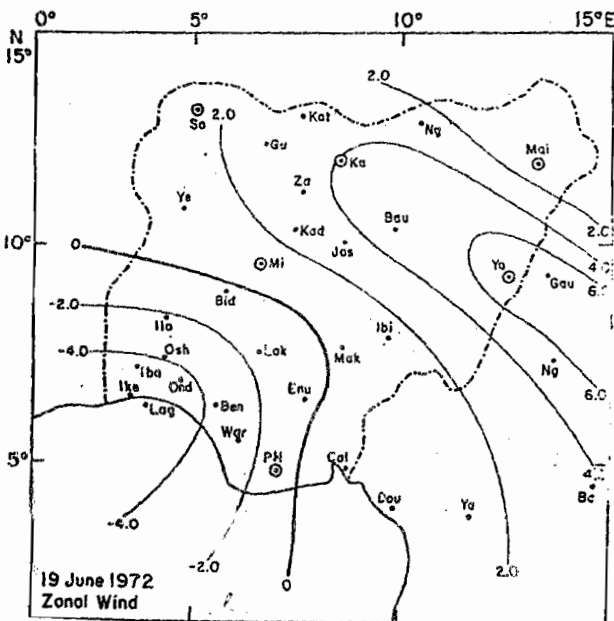 0° 5° 10° 15°E
N
15°
2.0
So 2.0 Kat Ng
Gu Ka Mai
Za
Ye
Kad Bau
10° Jos 2.0
0 Mi 4.0
Yo Gau 6.0
Bid
-2.0
Ilo Ibi
Osh Lok Mak
-4.0
Iba Ng
Ike Ond Enu 6.0
Lag Ben
War
5° PH Cal 4.0
Dou Ya Ba
-4.0
-2.0 0 2.0
19 June 1972
Zonal Wind